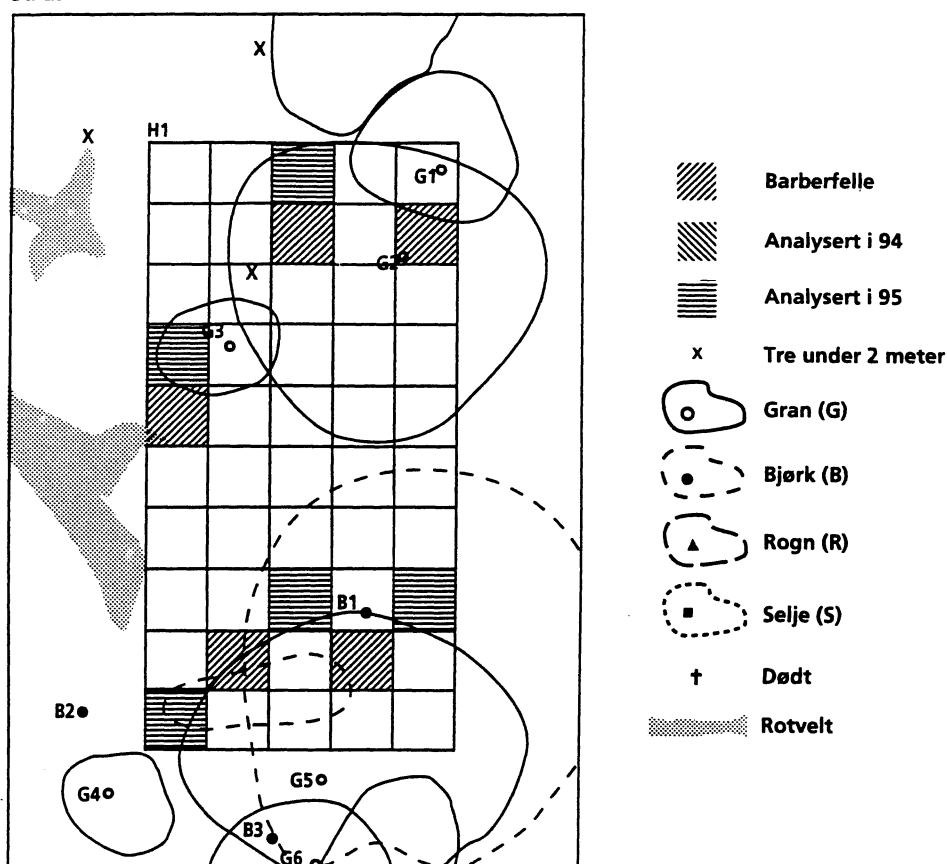 X
X
H1
G1
G2
X
G3
B1
B2
G4
G5
B3
G6
Barberfelle
Analysert i 94
Analysert i 95
x Tre under 2 meter
Gran (G)
Bjørk (B)
Rogn (R)
Selje (S)
Dødt
Rotvelt